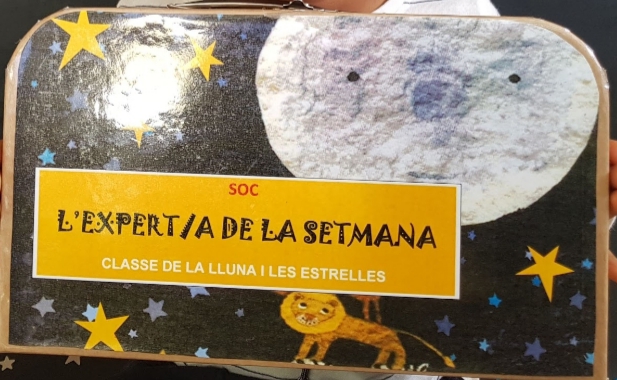 SOC
L'EXPERT/A DE LA SETMANA
CLASSE DE LA LLUNA I LES ESTRELLES